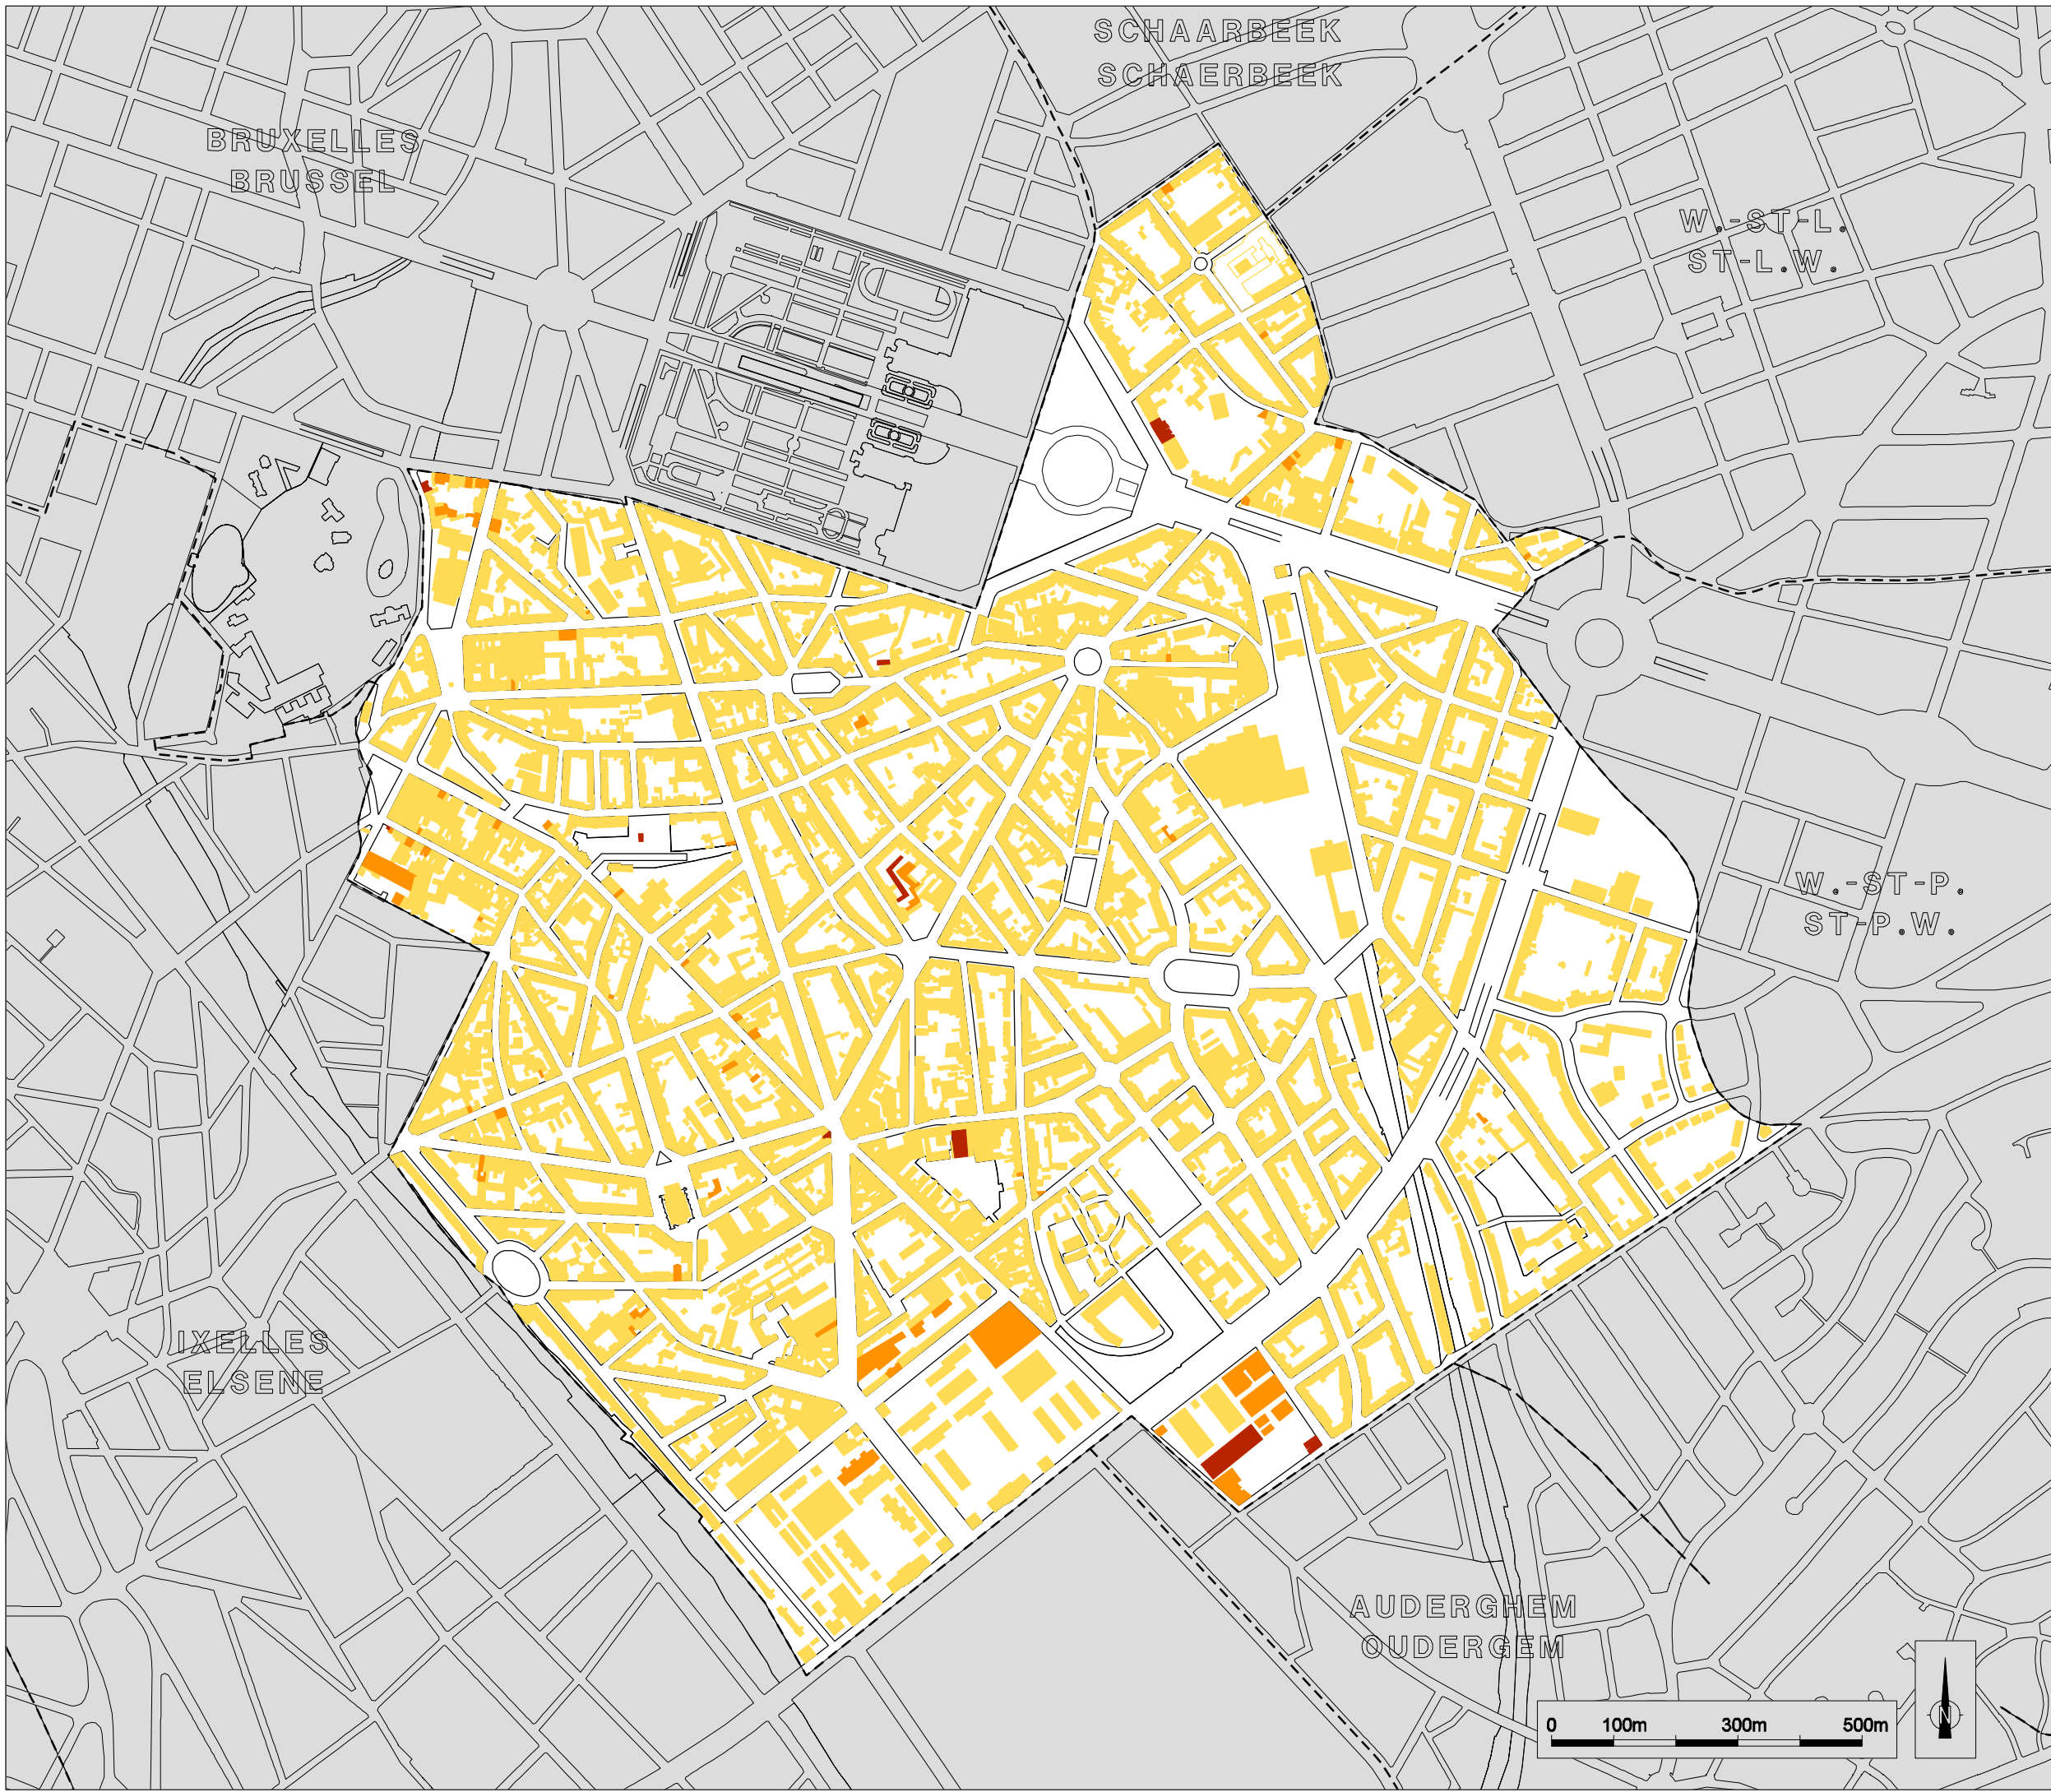 SCHAARBEEK
SCHAERBEEK
BRUXELLES
BRUSSEL
W.-ST-L.
ST-L.W.
W.-ST-P.
ST-P.W.
IXELLES
ELSENE
AUDERGHEM
OUDERGEM
0 100m 300m 500m
N